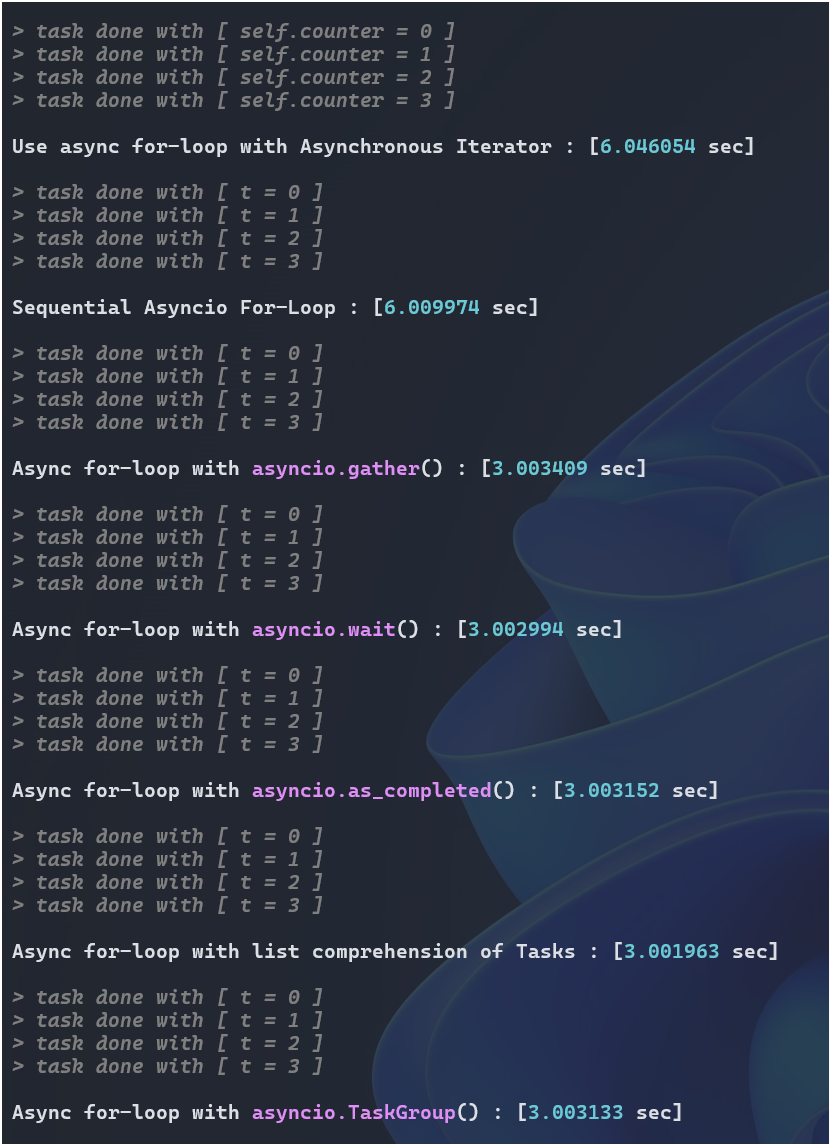 > task done with [ self.counter = 0 ]
> task done with [ self.counter = 1 ]
> task done with [ self.counter = 2 ]
> task done with [ self.counter = 3 ]
Use async for-loop with Asynchronous Iterator : [6.046054 sec]
> task done with [ t = 0 ]
> task done with [ t = 1 ]
> task done with [ t = 2 ]
> task done with [ t = 3 ]
Sequential Asyncio For-Loop : [6.009974 sec]
> task done with [ t = 0 ]
> task done with [ t = 1 ]
> task done with [ t = 2 ]
> task done with [ t = 3 ]
Async for-loop with asyncio.gather() : [3.003409 sec]
> task done with [ t = 0 ]
> task done with [ t = 1 ]
> task done with [ t = 2 ]
> task done with [ t = 3 ]
Async for-loop with asyncio.wait() : [3.002994 sec]
> task done with [ t = 0 ]
> task done with [ t = 1 ]
> task done with [ t = 2 ]
> task done with [ t = 3 ]
Async for-loop with asyncio.as_completed() : [3.003152 sec]
> task done with [ t = 0 ]
> task done with [ t = 1 ]
> task done with [ t = 2 ]
> task done with [ t = 3 ]
Async for-loop with list comprehension of Tasks : [3.001963 sec]
> task done with [ t = 0 ]
> task done with [ t = 1 ]
> task done with [ t = 2 ]
> task done with [ t = 3 ]
Async for-loop with asyncio.TaskGroup() : [3.003133 sec]